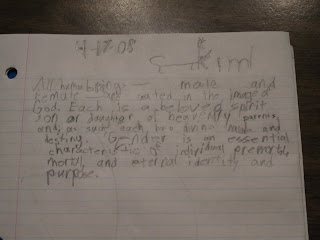 4-21-08
All human beings — male and
female — created in the image of
God. Each is a beloved spirit
son or daughter of heavenly parents,
and, as such, each has a divine nature and
destiny. Gender is an essential
characteristic of individual premortal,
mortal, and eternal identity and
purpose.